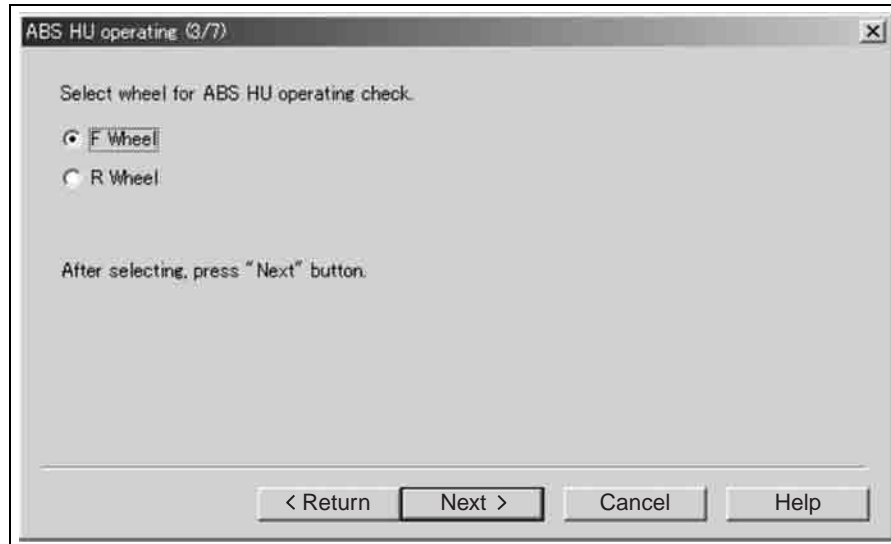 ABS HU operating (3/7)
Select wheel for ABS HU operating check.
F Wheel
R Wheel
After selecting, press "Next" button.
< Return Next > Cancel Help